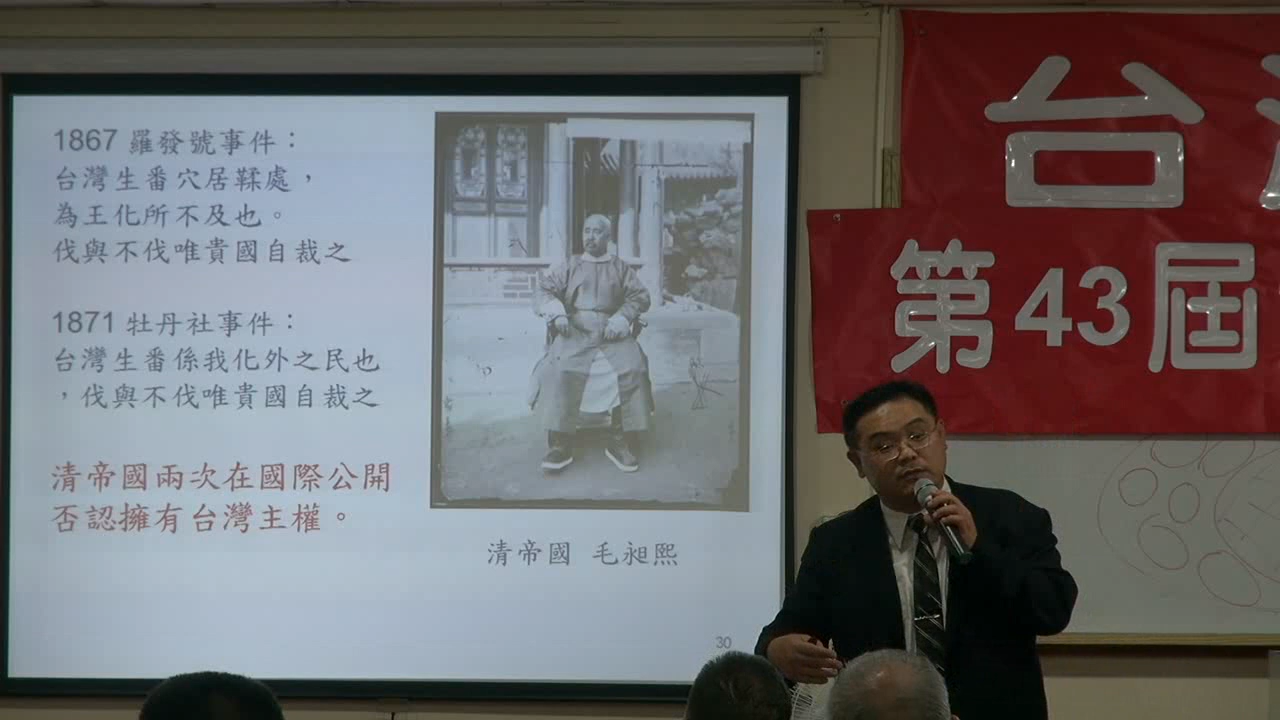 1867 羅發號事件：
台灣生番穴居鞣處，
為王化所不及也。
伐與不伐唯貴國自裁之
1871 牡丹社事件：
台灣生番係我化外之民也
，伐與不伐唯貴國自裁之
清帝國兩次在國際公開
否認擁有台灣主權。
清帝國 毛昶熙
30
台
第43屆